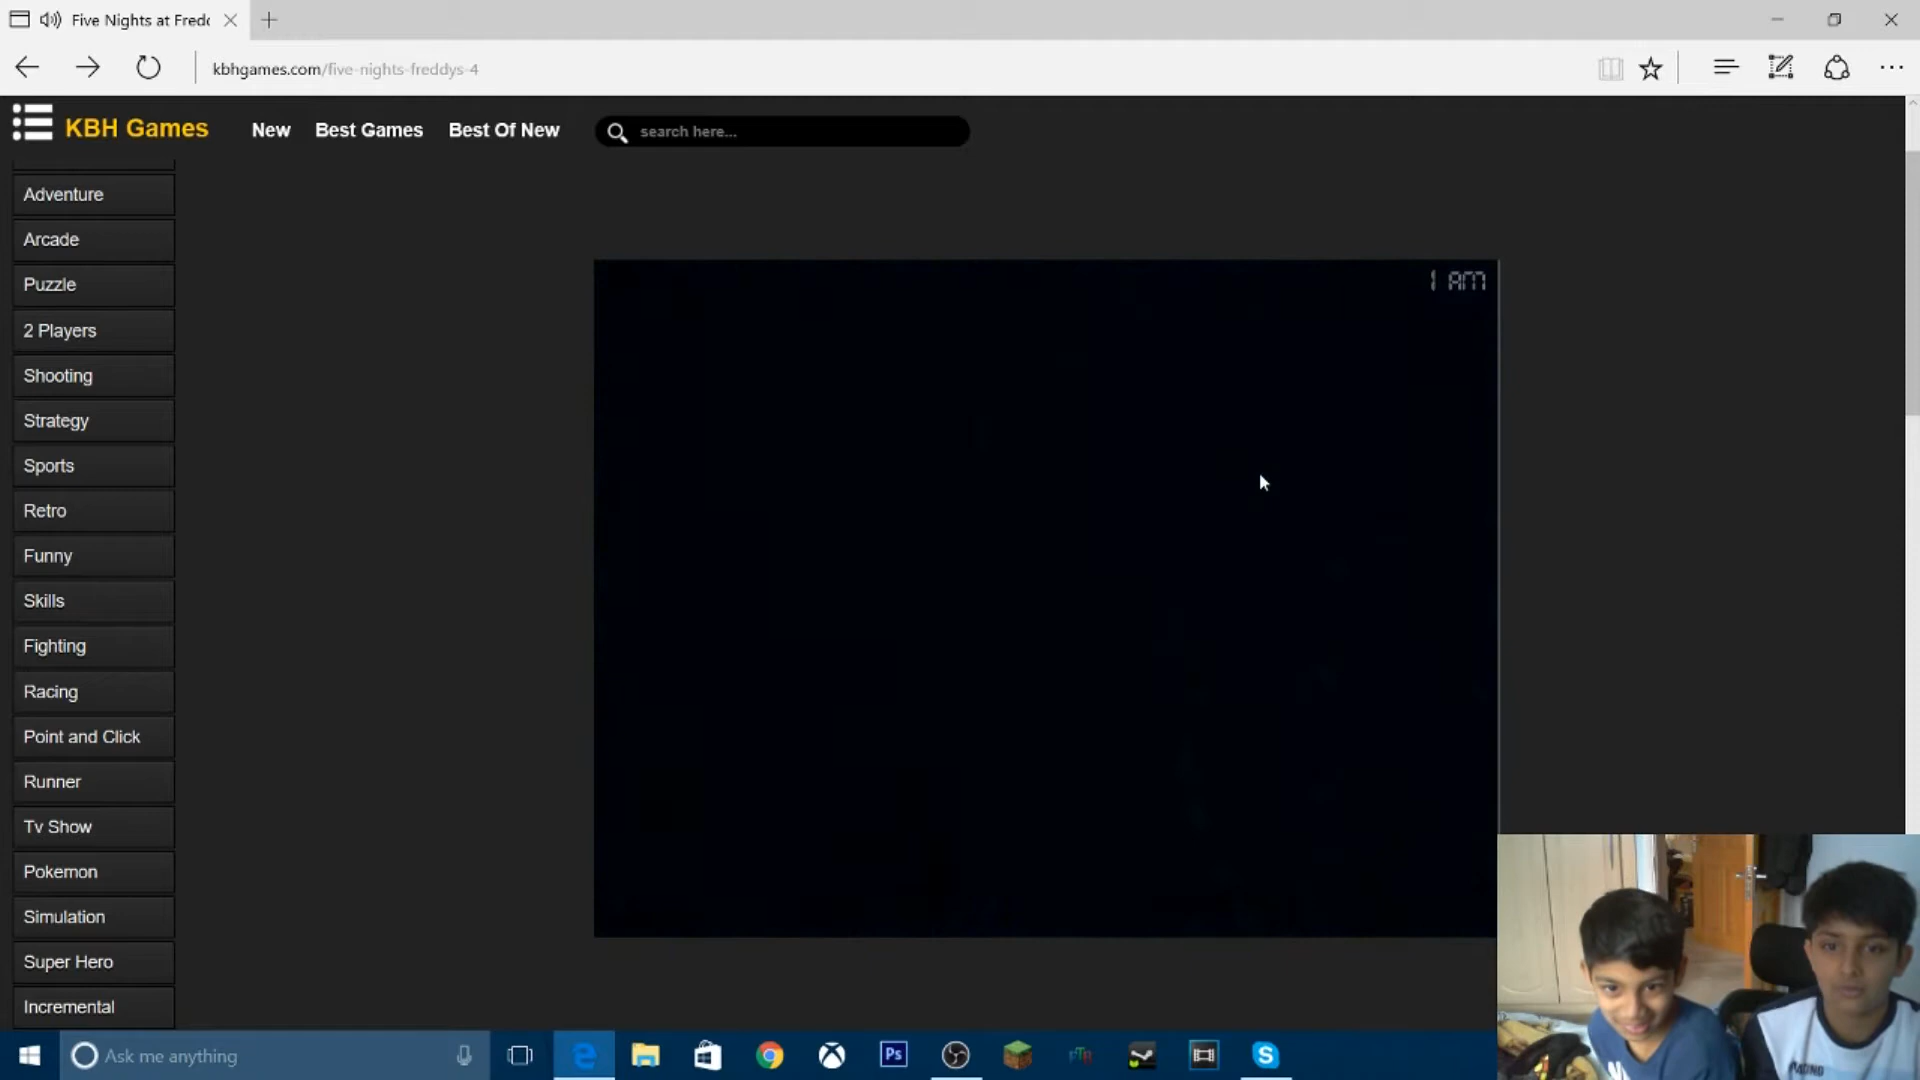 Five Nights at Fredd
kbhgames.com/five-nights-freddys-4
KBH Games
New
Best Games
Best Of New
search here...
1 AM
Adventure
Arcade
Puzzle
2 Players
Shooting
Strategy
Sports
Retro
Funny
Skills
Fighting
Racing
Point and Click
Runner
Tv Show
Pokemon
Simulation
Super Hero
Incremental
Ask me anything
Ps